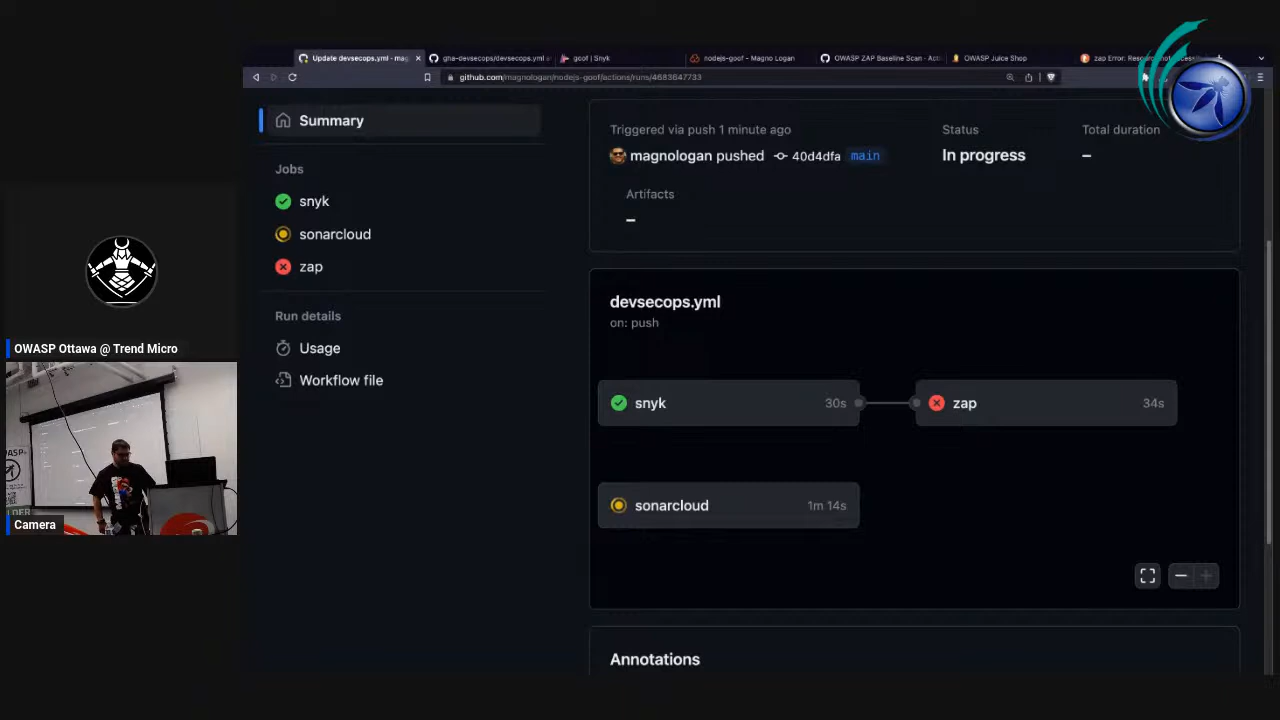 Update devsecops.yml · mag
gha-devsecops/devsecops.yml a
goof | Snyk
nodejs-goof - Magno Logan
OWASP ZAP Baseline Scan · Acti
OWASP Juice Shop
github.com/magnologan/nodejs-goof/actions/runs/4683647733
Summary
Triggered via push 1 minute ago
Status
Total duration
magnologan pushed
40d4dfa
main
In progress
–
Jobs
Artifacts
–
snyk
sonarcloud
zap
Run details
Usage
Workflow file
devsecops.yml
on: push
snyk
30s
zap
34s
sonarcloud
1m 14s
Annotations
OWASP Ottawa @ Trend Micro
Camera